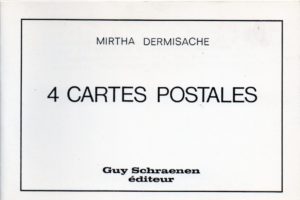 MIRTHA DERMISACHE
4 CARTES POSTALES
Guy Schraenen
éditeur